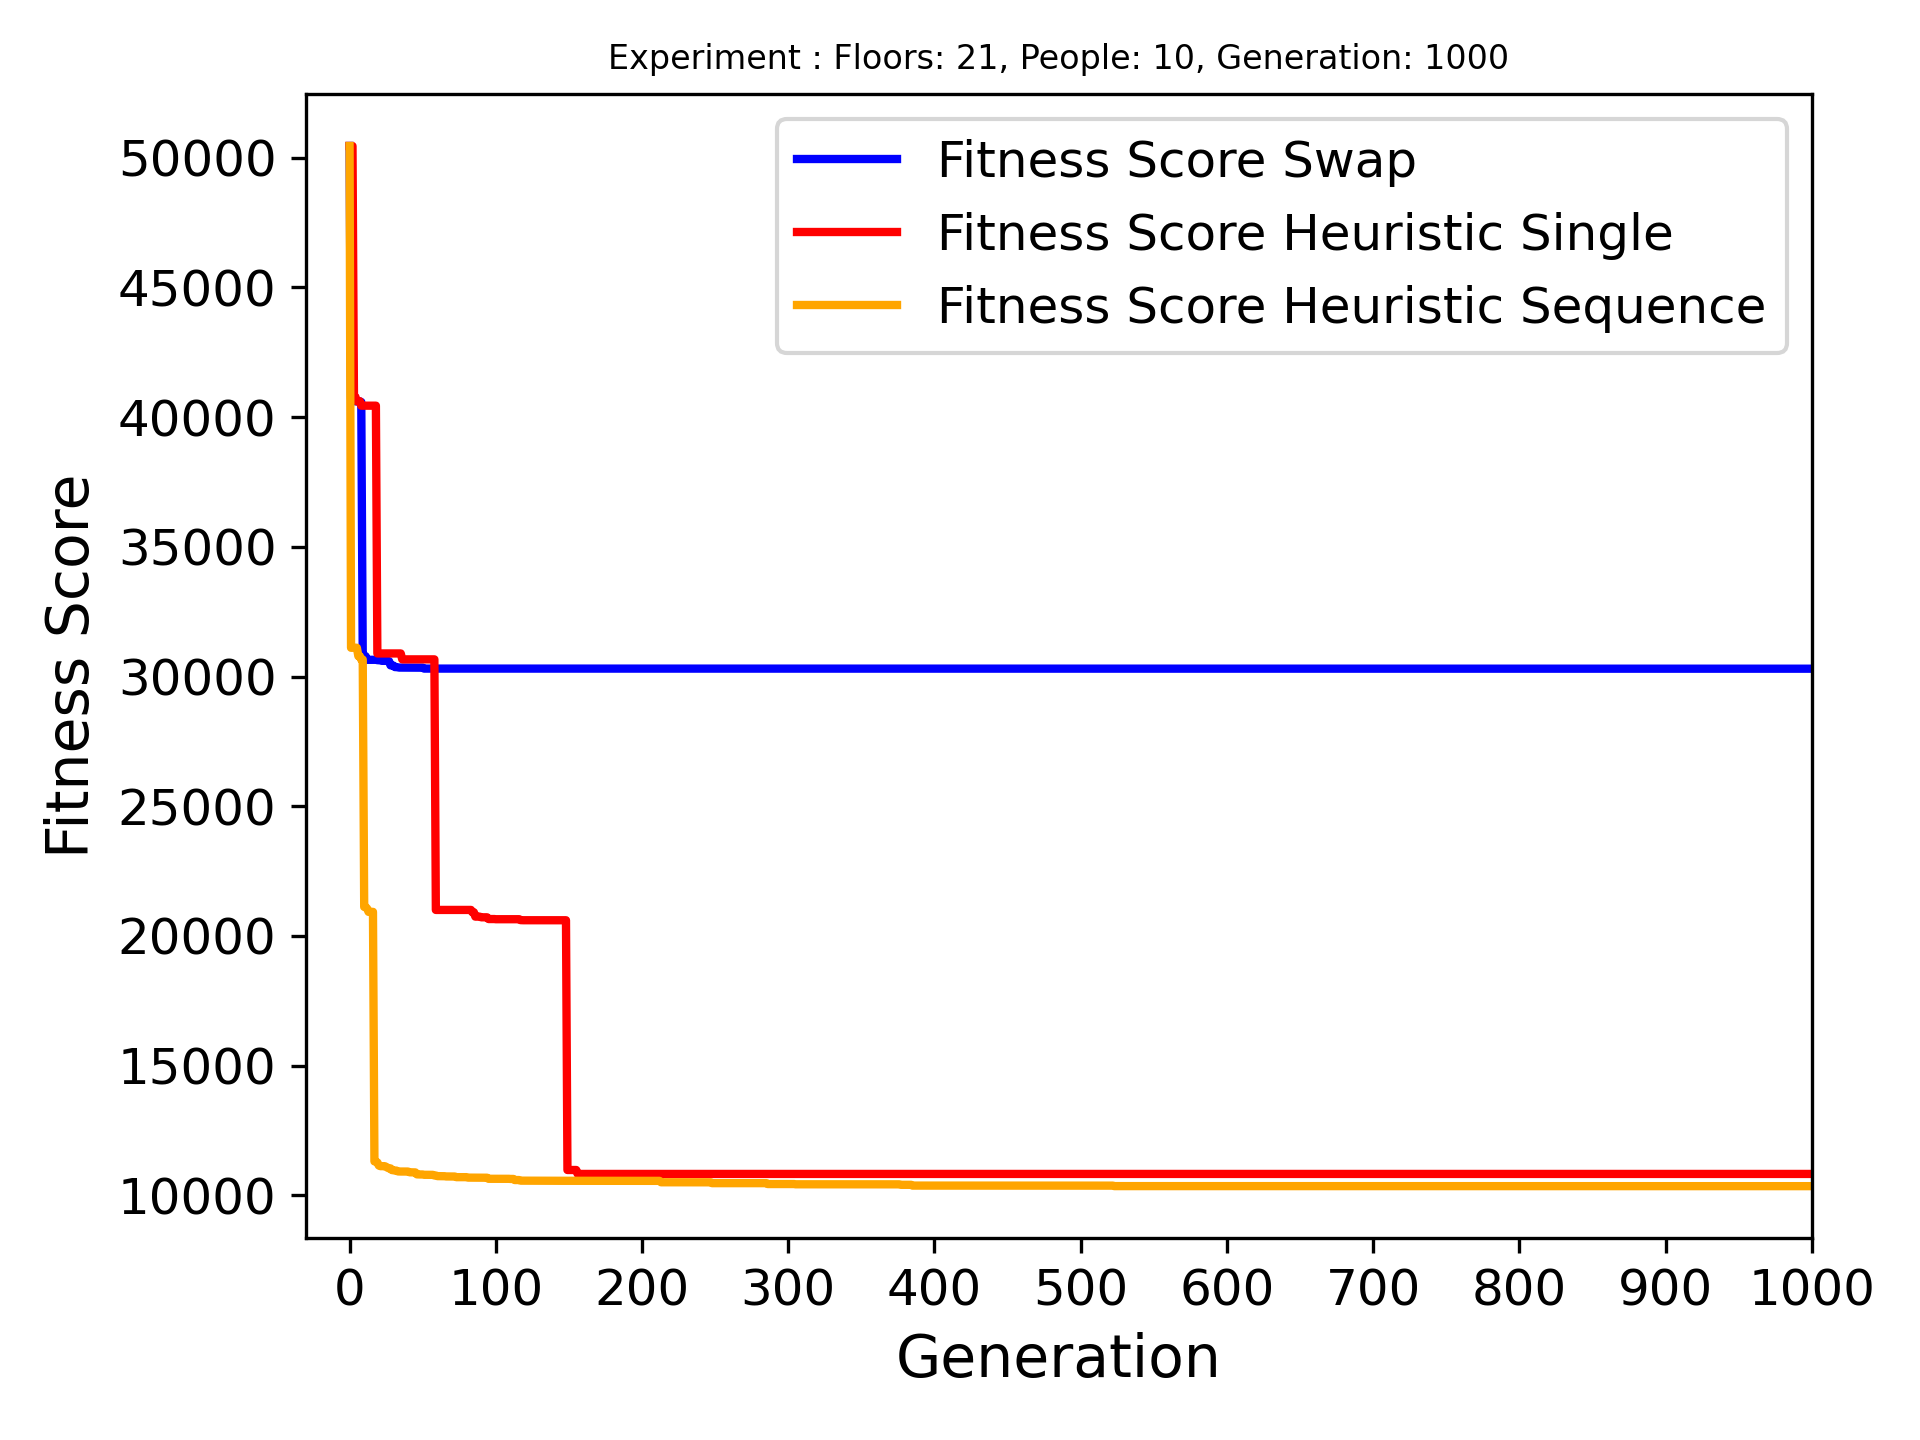 Experiment : Floors: 21, People: 10, Generation: 1000
Fitness Score Swap
Fitness Score Heuristic Single
Fitness Score Heuristic Sequence
Fitness Score
50000
45000
40000
35000
30000
25000
20000
15000
10000
0 100 200 300 400 500 600 700 800 900 1000
Generation